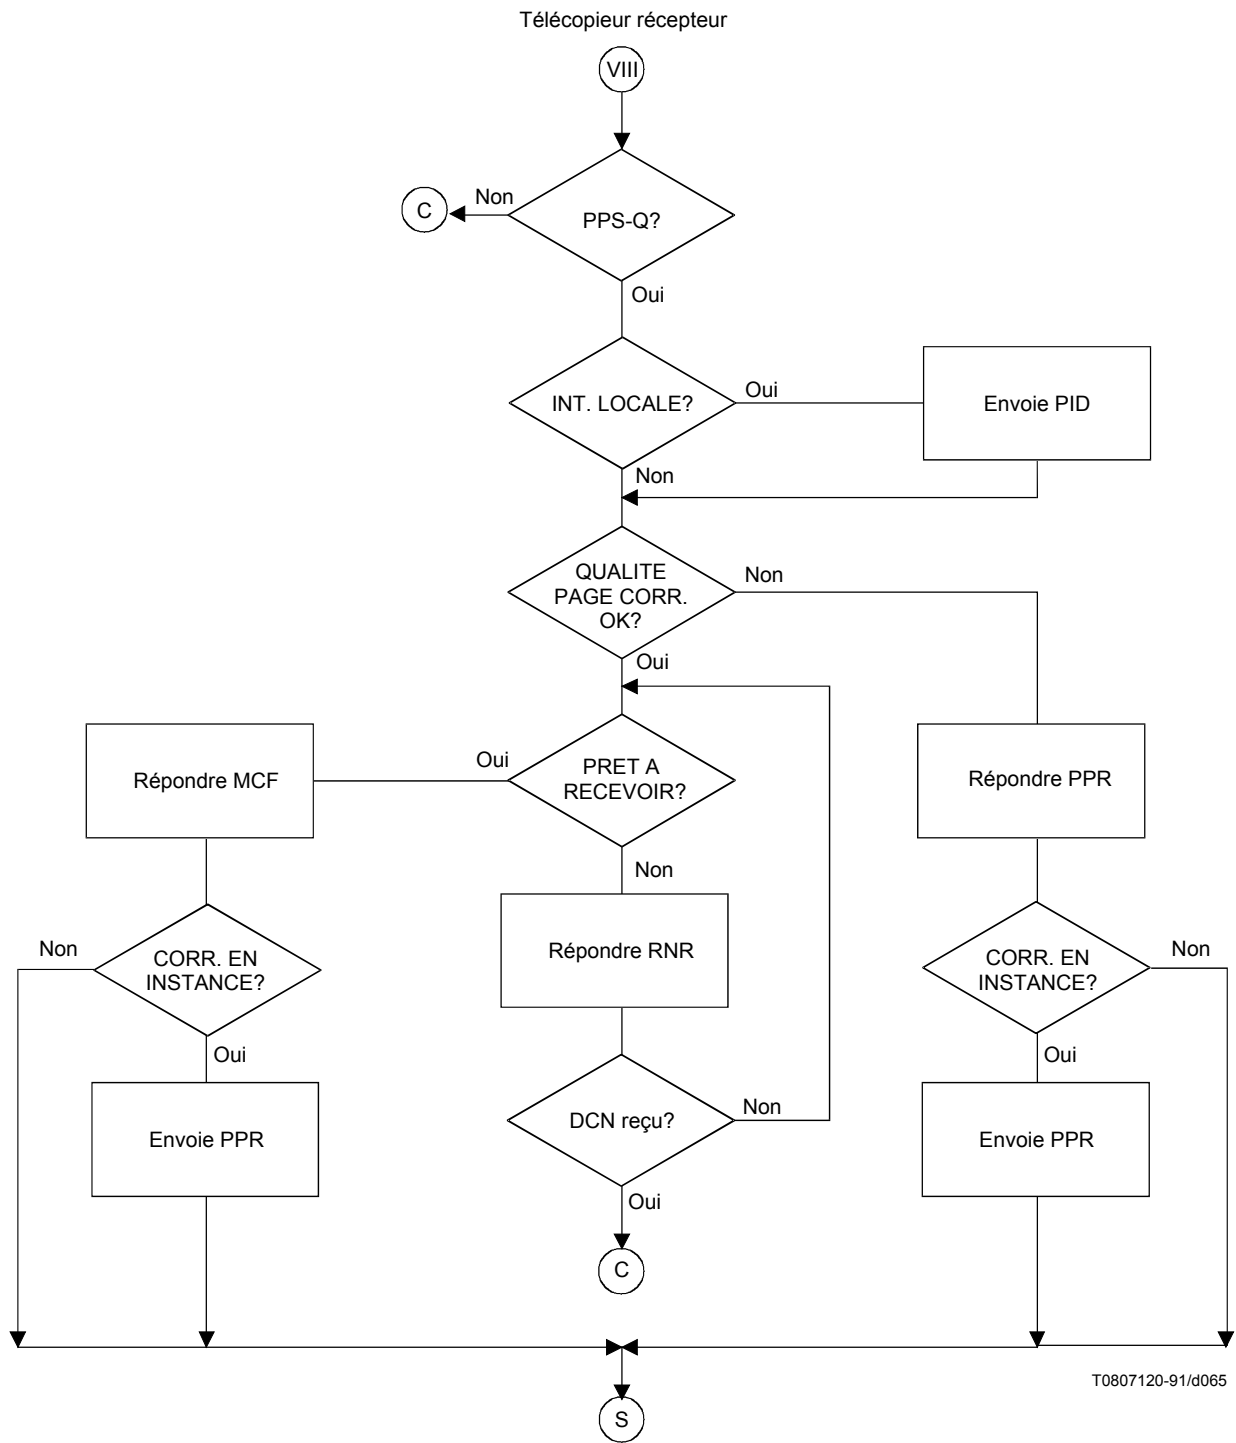 Télécopieur récepteur
VIII
Non
C
PPS-Q?
Oui
INT. LOCALE?
Oui
Envoie PID
Non
QUALITE
PAGE CORR.
OK?
Non
Oui
Répondre MCF
Oui
PRET A
RECEVOIR?
Répondre PPR
Non
Non
CORR. EN
INSTANCE?
Répondre RNR
CORR. EN
INSTANCE?
Non
Oui
Oui
Envoie PPR
DCN reçu?
Non
Envoie PPR
Oui
C
T0807120-91/d065
S